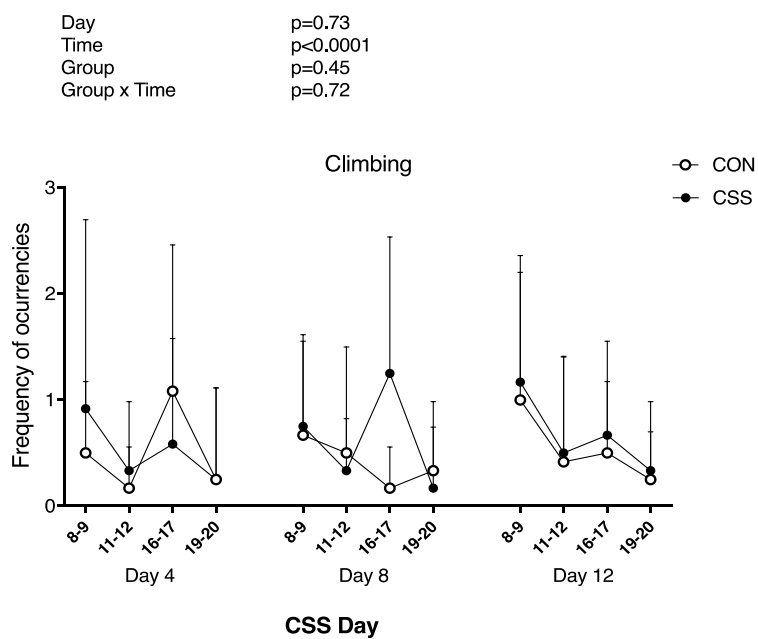 Day p=0.73
Time p<0.0001
Group p=0.45
Group x Time p=0.72
Climbing
CON
CSS
Frequency of ocurrencies
3
2
1
0
8-9 11-12 16-17 19-20 8-9 11-12 16-17 19-20 8-9 11-12 16-17 19-20
Day 4 Day 8 Day 12
CSS Day